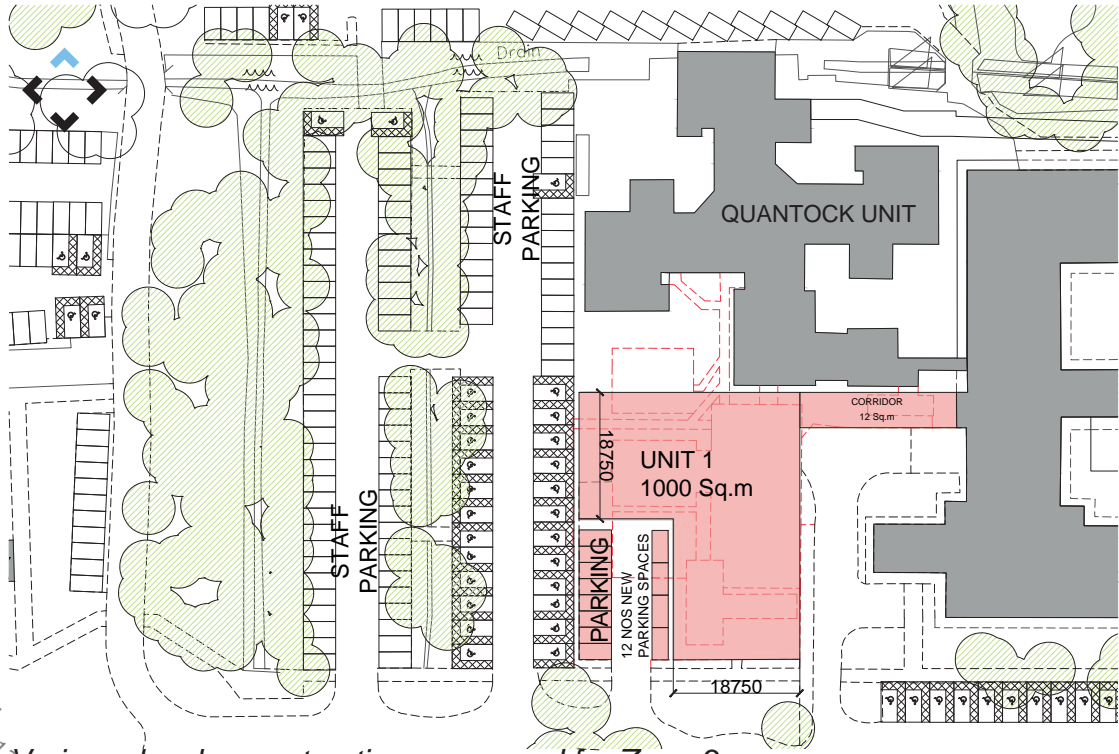 Drain
STAFF
PARKING
QUANTOCK UNIT
CORRIDOR
12 Sq.m
18750
UNIT 1
1000 Sq.m
STAFF
PARKING
PARKING
12 NOS NEW
PARKING SPACES
18750